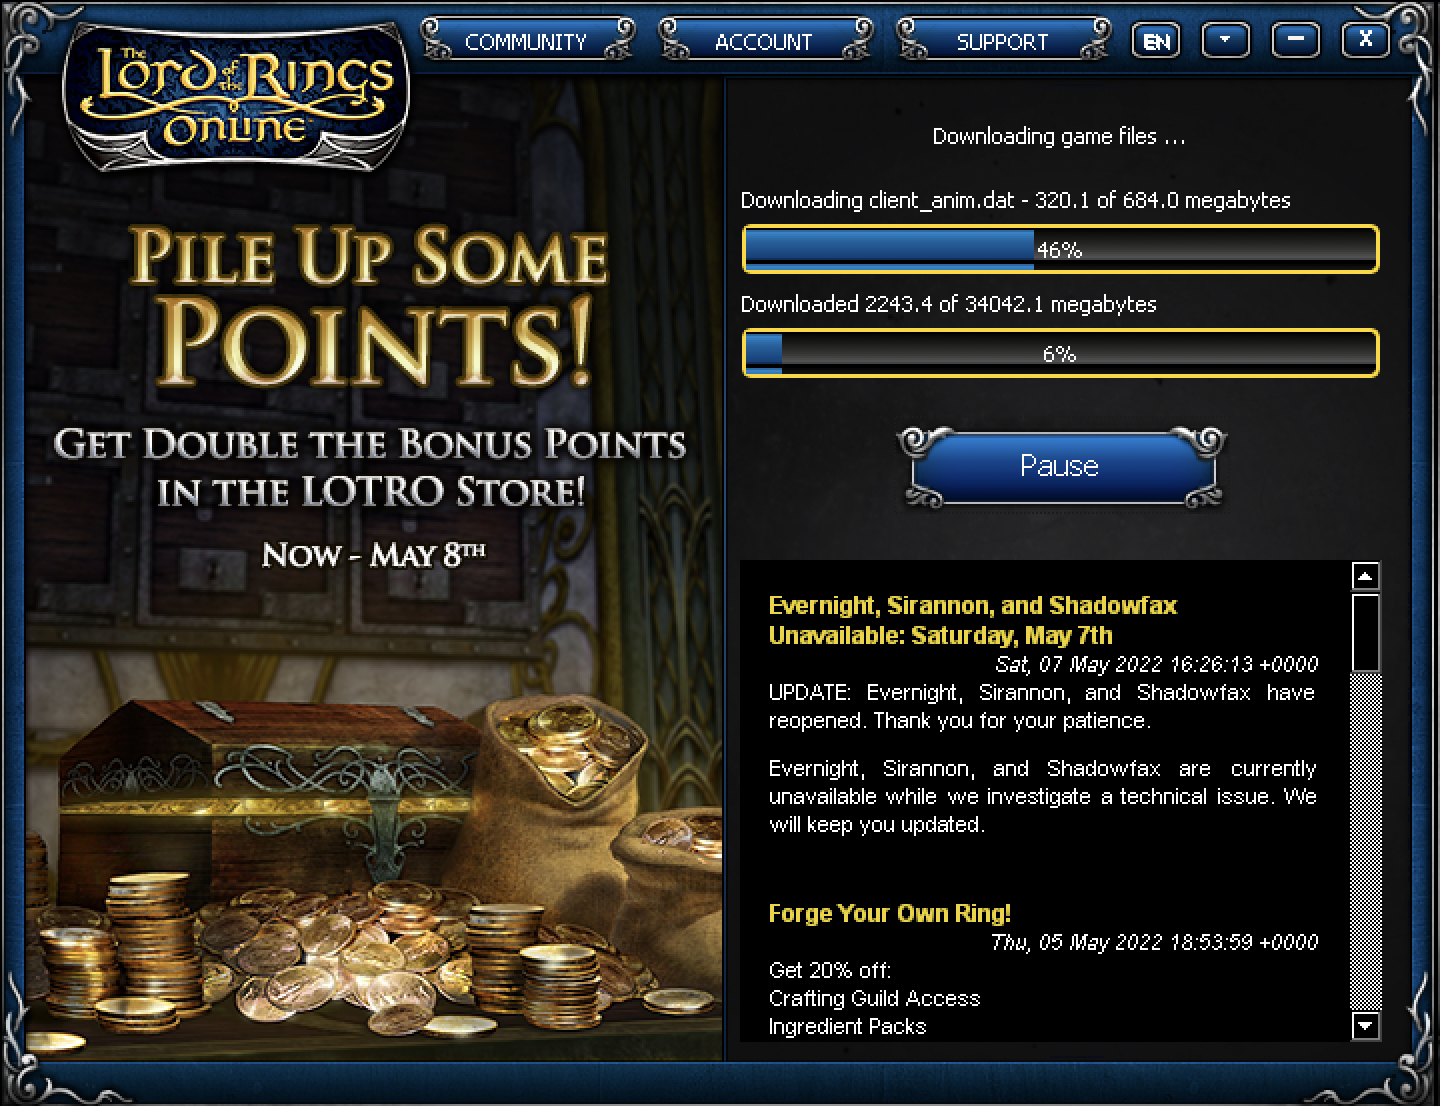 The
Lord of the Rings
Online
COMMUNITY
ACCOUNT
SUPPORT
EN
X
Pile Up Some
Points!
Get Double the Bonus Points
in the LOTRO Store!
Now - May 8th
Downloading game files ...
Downloading client_anim.dat - 320.1 of 684.0 megabytes
46%
Downloaded 2243.4 of 34042.1 megabytes
6%
Pause
Evernight, Sirannon, and Shadowfax
Unavailable: Saturday, May 7th
Sat, 07 May 2022 16:26:13 +0000
UPDATE: Evernight, Sirannon, and Shadowfax have
reopened. Thank you for your patience.
Evernight, Sirannon, and Shadowfax are currently
unavailable while we investigate a technical issue. We
will keep you updated.
Forge Your Own Ring!
Thu, 05 May 2022 18:53:59 +0000
Get 20% off:
Crafting Guild Access
Ingredient Packs